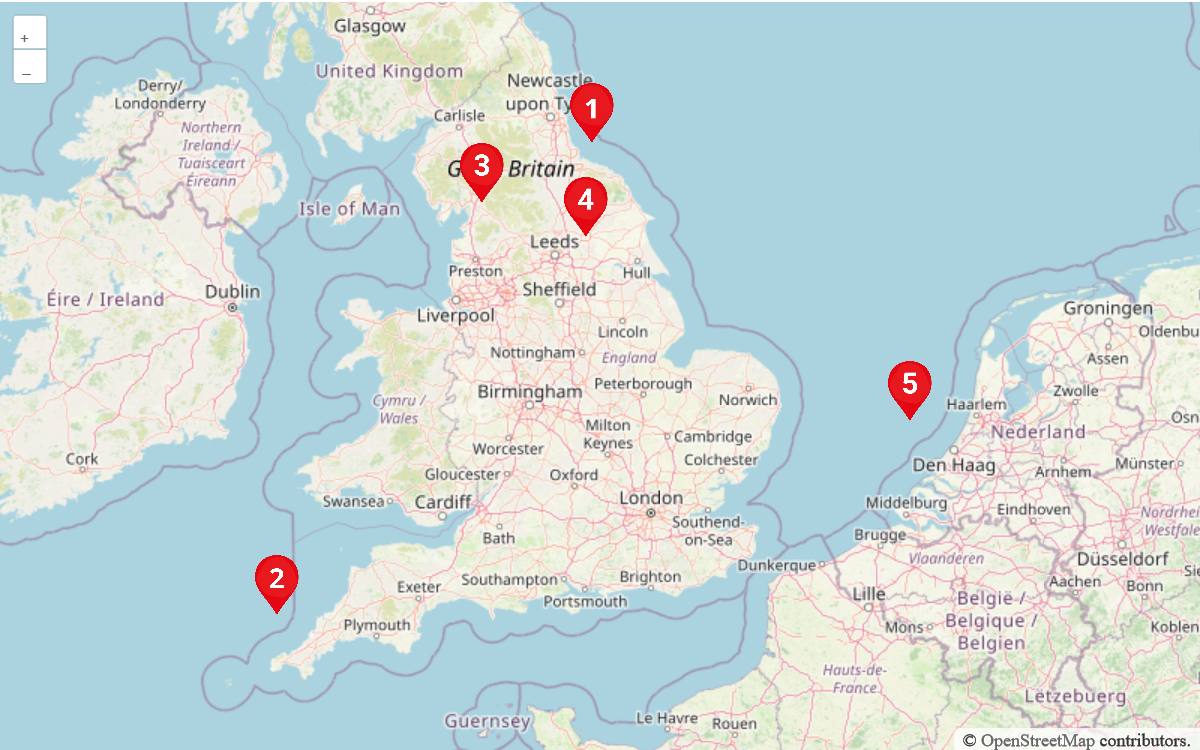 +
–
Glasgow
United Kingdom
Newcastle
upon Ty
1
Derry/
Londonderry
Carlisle
Northern
Ireland /
Tuaisceart
Éireann
3
G
Britain
4
Isle of Man
Leeds
Preston
Hull
Éire / Ireland
Dublin
Sheffield
Liverpool
Lincoln
Groningen
Oldenbu
Nottingham
England
Assen
Birmingham
Peterborough
5
Zwolle
Norwich
Haarlem
Cymru /
Wales
Milton
Keynes
Cambridge
Nederland
Osn
Worcester
Cork
Gloucester
Oxford
Colchester
Den Haag
Arnhem
Münster
Swansea
Cardiff
London
Middelburg
Eindhoven
Nordrhei
Westfale
Southend-
on-Sea
Bath
Brugge
Vlaanderen
Düsseldorf
Dunkerque
2
Exeter
Southampton
Brighton
Portsmouth
Lille
Aachen
Bonn
Sie
België /
Belgique /
Belgien
Plymouth
Mons
Koblen
Hauts-de-
France
Lëtzebuerg
Guernsey
Le Havre
Rouen
© OpenStreetMap contributors.